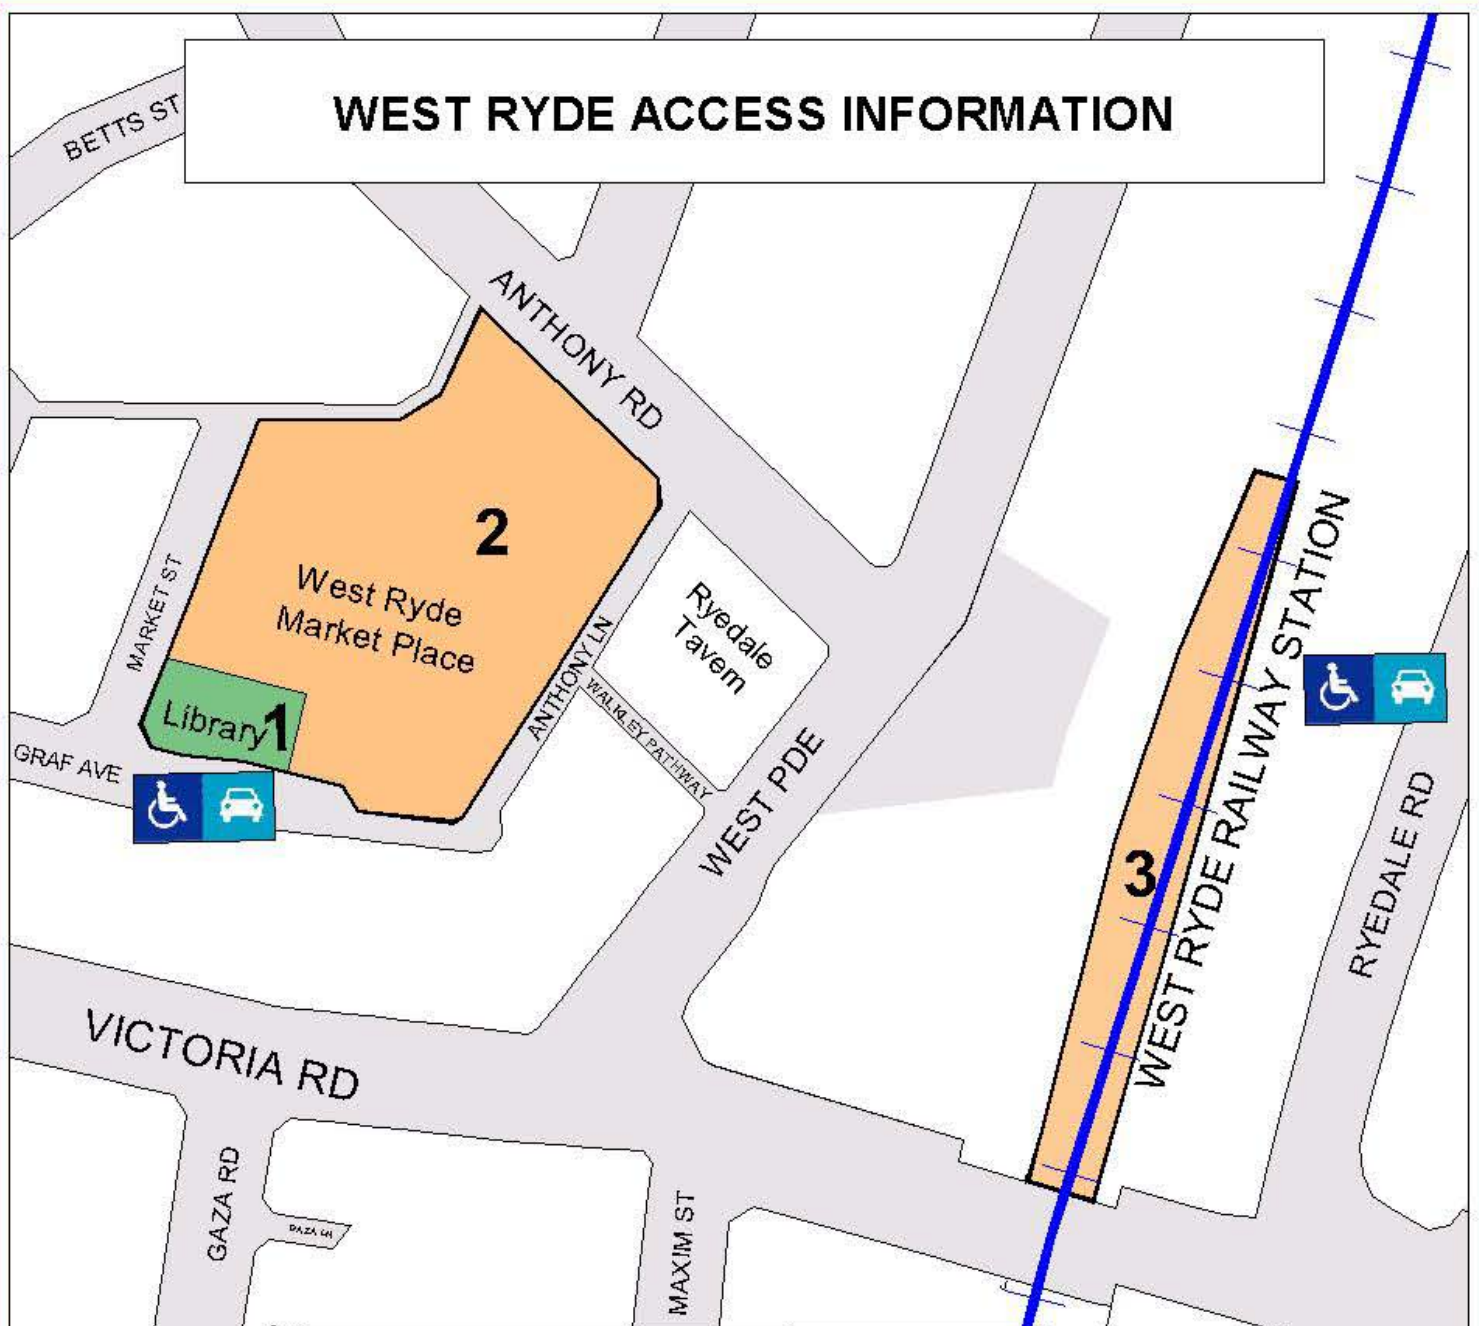 WEST RYDE ACCESS INFORMATION
BETTS ST
ANTHONY RD
2
West Ryde
Market Place
MARKET ST
Ryedale
Tavern
ANTHONY LN
WALKLEY PATHWAY
Library
1
GRAF AVE
WEST PDE
3
WEST RYDE RAILWAY STATION
RYEDALE RD
VICTORIA RD
GAZA RD
GAZA LN
MAXIM ST